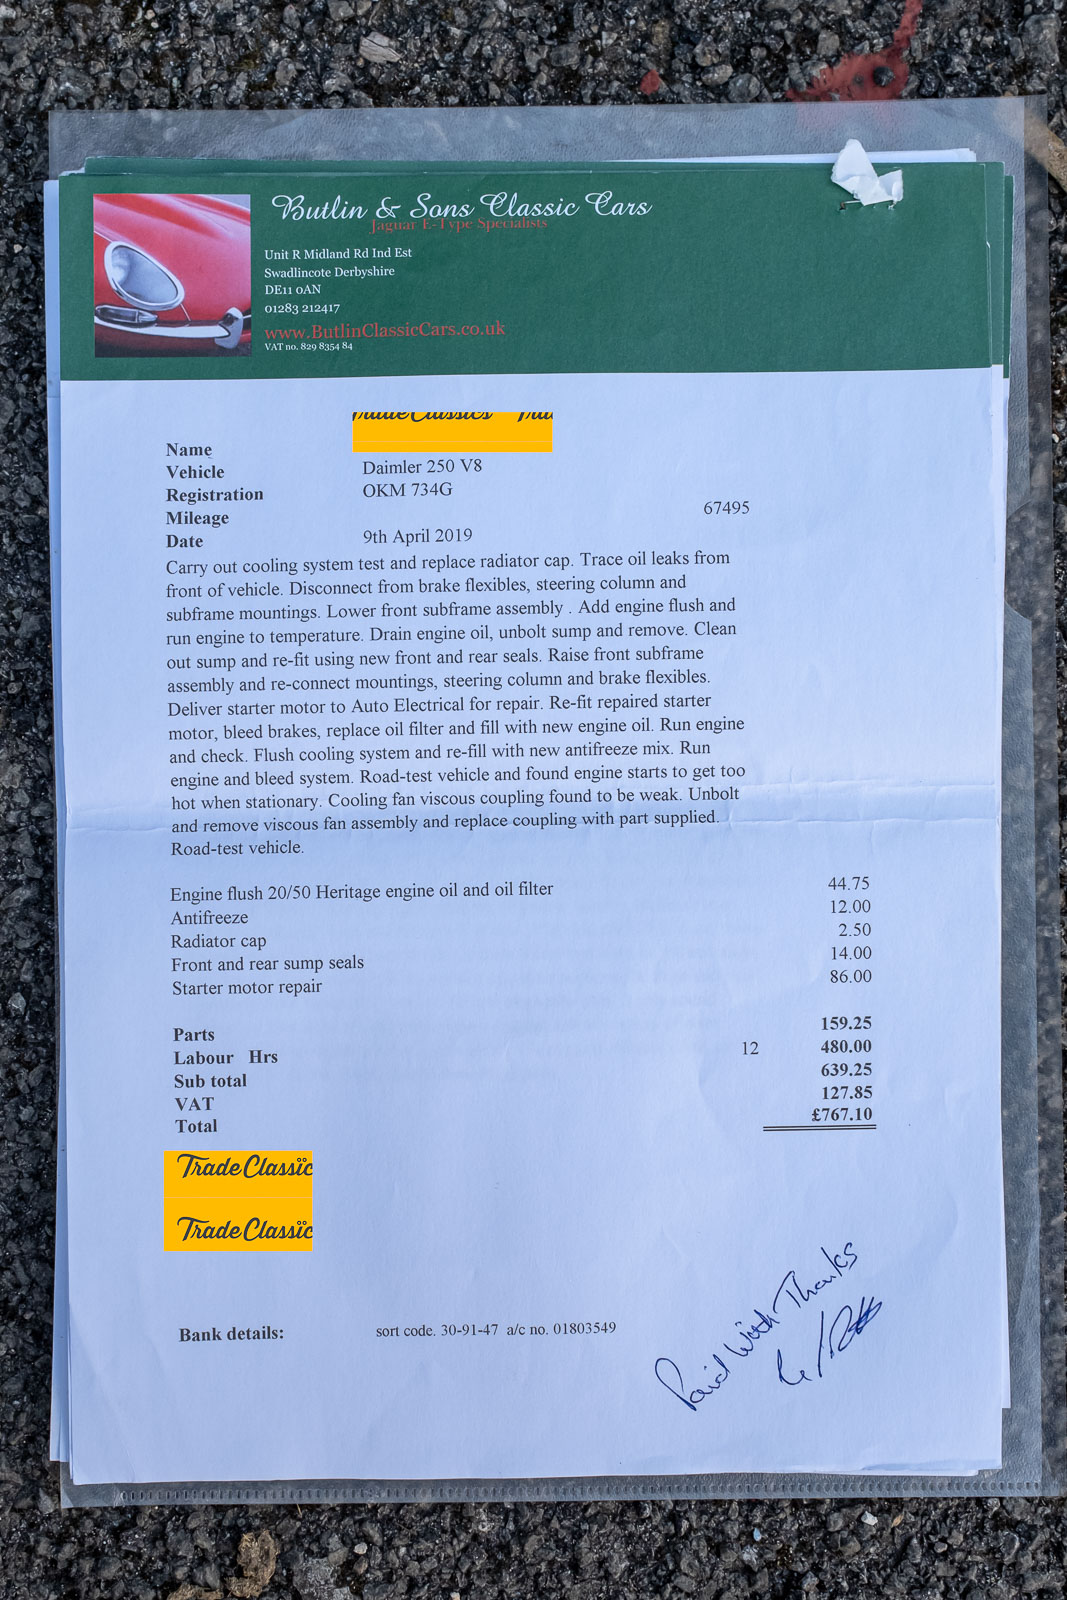 Butlin & Sons Classic Cars
Jaguar E-Type Specialists
Unit R Midland Rd Ind Est
Swadlincote Derbyshire
DE11 0AN
01283 212417
www.ButlinClassicCars.co.uk
VAT no. 829 8354 84
TradeClassics
Name
Vehicle Daimler 250 V8
Registration OKM 734G
Mileage 67495
Date 9th April 2019
Carry out cooling system test and replace radiator cap. Trace oil leaks from
front of vehicle. Disconnect from brake flexibles, steering column and
subframe mountings. Lower front subframe assembly . Add engine flush and
run engine to temperature. Drain engine oil, unbolt sump and remove. Clean
out sump and re-fit using new front and rear seals. Raise front subframe
assembly and re-connect mountings, steering column and brake flexibles.
Deliver starter motor to Auto Electrical for repair. Re-fit repaired starter
motor, bleed brakes, replace oil filter and fill with new engine oil. Run engine
and check. Flush cooling system and re-fill with new antifreeze mix. Run
engine and bleed system. Road-test vehicle and found engine starts to get too
hot when stationary. Cooling fan viscous coupling found to be weak. Unbolt
and remove viscous fan assembly and replace coupling with part supplied.
Road-test vehicle.
Engine flush 20/50 Heritage engine oil and oil filter 44.75
Antifreeze 12.00
Radiator cap 2.50
Front and rear sump seals 14.00
Starter motor repair 86.00
Parts 159.25
Labour Hrs 12 480.00
Sub total 639.25
VAT 127.85
Total £767.10
TradeClassic
TradeClassic
Paid With Thanks
Bank details: sort code. 30-91-47 a/c no. 01803549